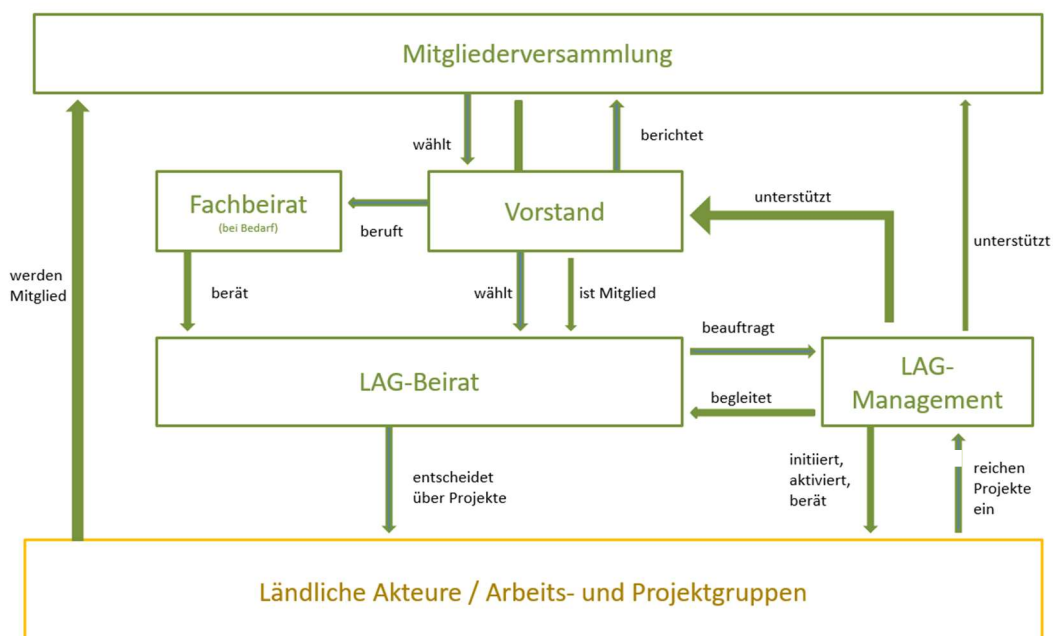 Mitgliederversammlung
wählt
berichtet
Fachbeirat
(bei Bedarf)
beruft
Vorstand
unterstützt
unterstützt
werden
Mitglied
berät
wählt
ist Mitglied
beauftragt
LAG-Beirat
begleitet
LAG-
Management
entscheidet
über Projekte
initiiert,
aktiviert,
berät
reichen
Projekte
ein
Ländliche Akteure / Arbeits- und Projektgruppen